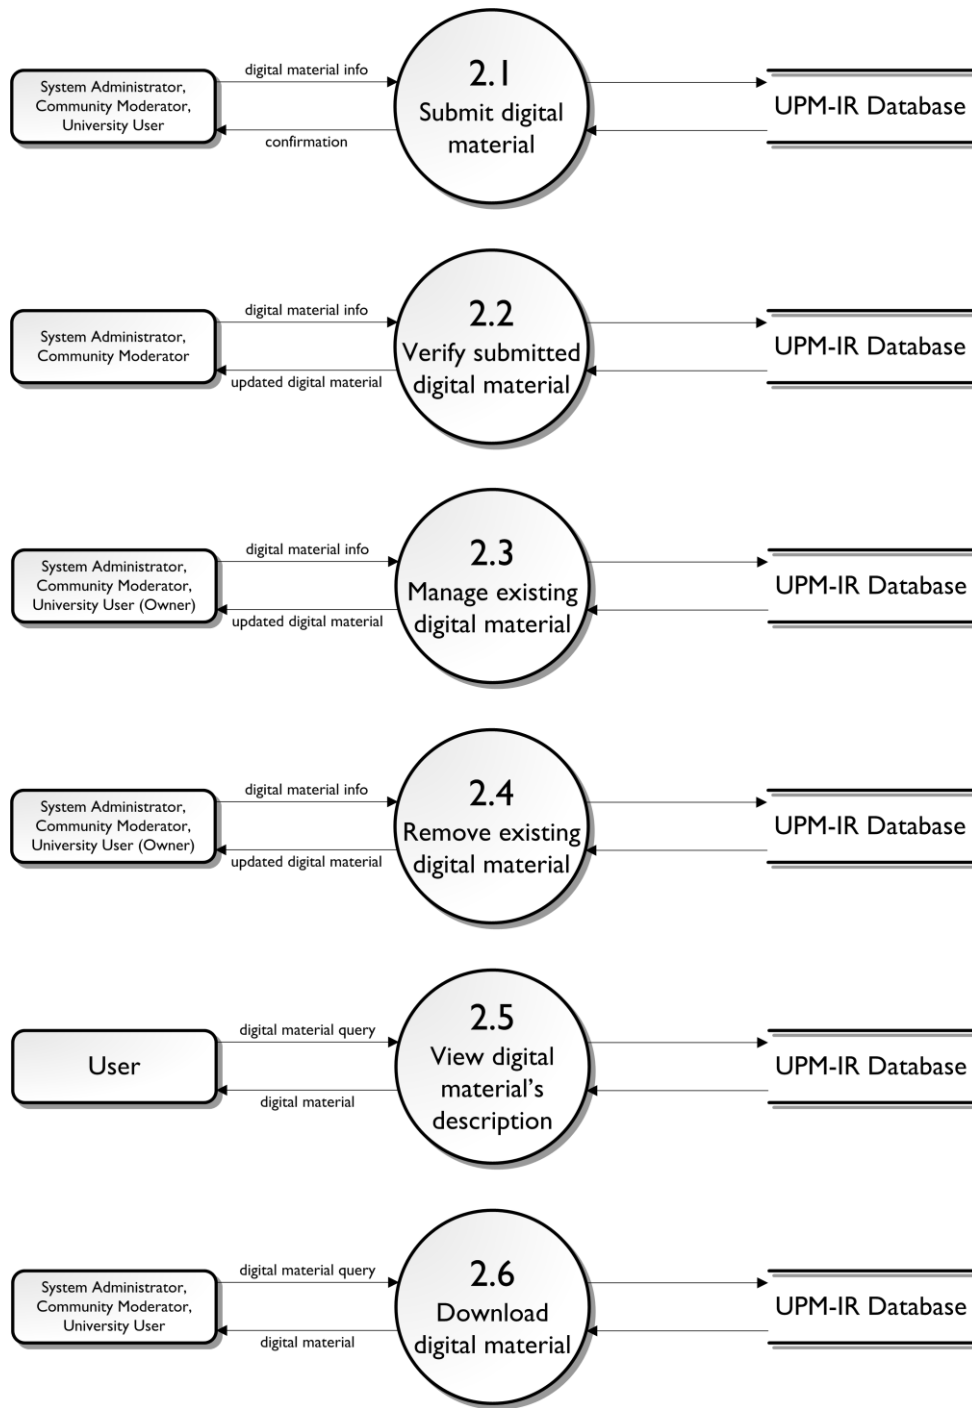 digital material info
2.1
Submit digital
material
System Administrator,
Community Moderator,
University User
confirmation
UPM-IR Database
digital material info
2.2
Verify submitted
digital material
System Administrator,
Community Moderator
updated digital material
UPM-IR Database
digital material info
2.3
Manage existing
digital material
System Administrator,
Community Moderator,
University User (Owner)
updated digital material
UPM-IR Database
digital material info
2.4
Remove existing
digital material
System Administrator,
Community Moderator,
University User (Owner)
updated digital material
UPM-IR Database
digital material query
2.5
View digital
material's
description
User
digital material
UPM-IR Database
digital material query
2.6
Download
digital material
System Administrator,
Community Moderator,
University User
digital material
UPM-IR Database